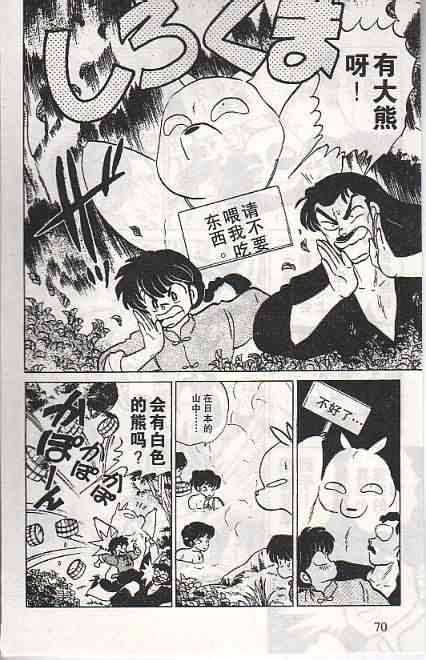 しろくま
有大熊
呀！
请不要
喂我吃
东西。
不好了…
在日本的
山中……
会有白色
的熊吗？
かぽーん
かぽ
かぽ
かぽ
70